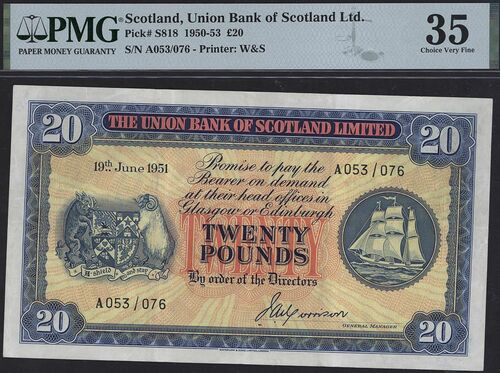 PMG
PAPER MONEY GUARANTY
Scotland, Union Bank of Scotland Ltd.
Pick# S818 1950-53 £20
S/N A053/076 - Printer: W&S
35
Choice Very Fine
20
THE UNION BANK OF SCOTLAND LIMITED
20
19th June 1951
Promise to pay the
Bearer on demand
at their head offices in
Glasgow or Edinburgh
A053/076
TWENTY
POUNDS
By order of the Directors
A053/076
GENERAL MANAGER
20
20